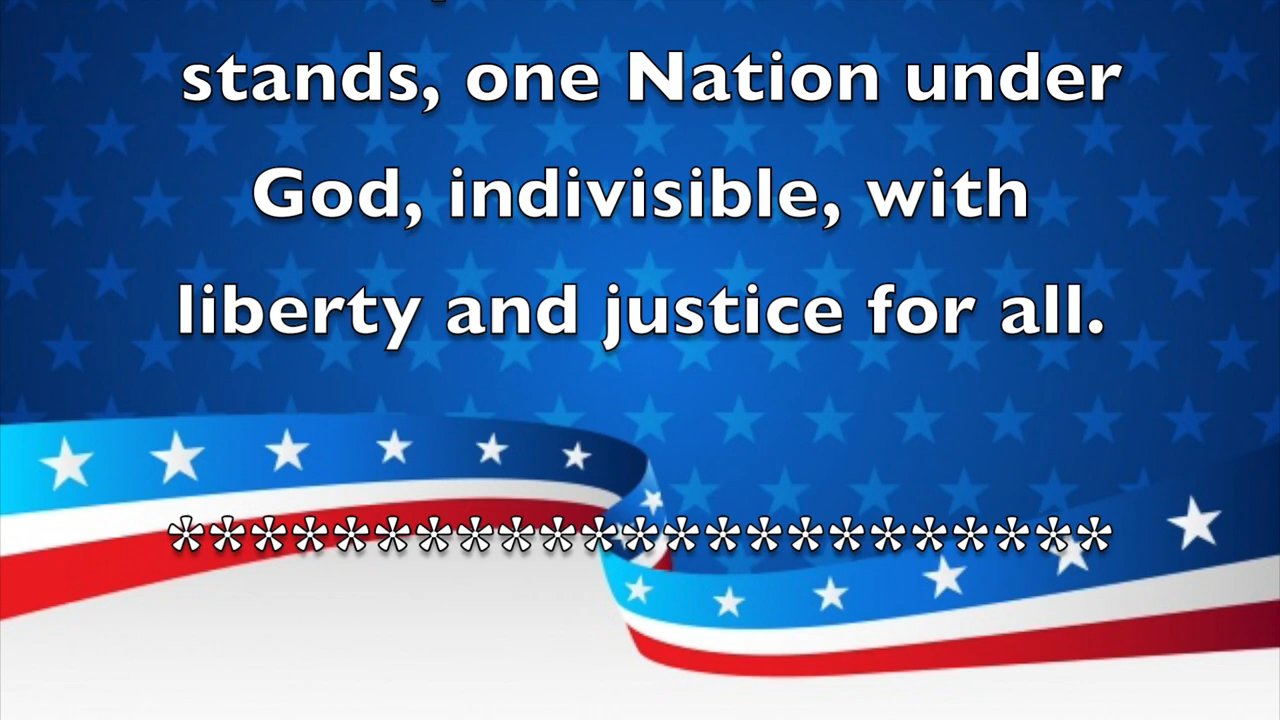 stands, one Nation under
God, indivisible, with
liberty and justice for all.
***********************